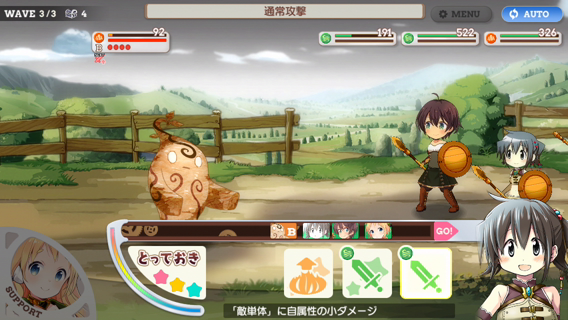 WAVE 3/3 4
通常攻撃
MENU
AUTO
92
191
522
326
B
GO!
とっておき
SUPPORT
「敵単体」に自属性の小ダメージ